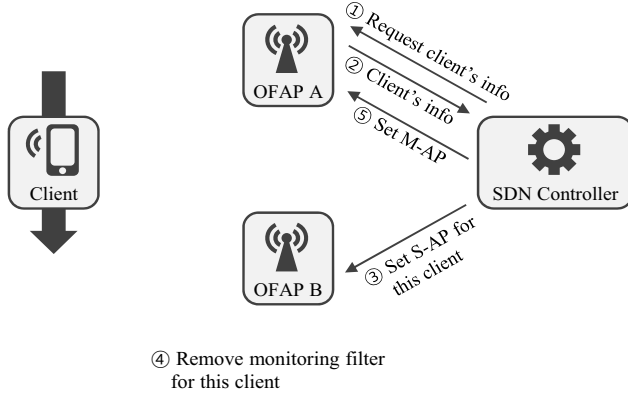 ① Request client's info
② Client's info
⑤ Set M-AP
OFAP A
Client
SDN Controller
③ Set S-AP for
this client
OFAP B
④ Remove monitoring filter
for this client